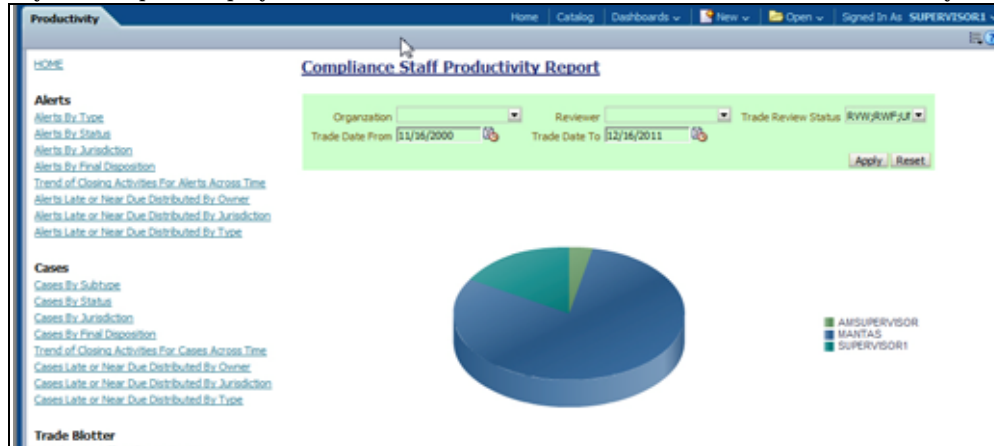 Productivity
Home Catalog Dashboards New Open Signed In As SUPERVISOR1
HOME
Compliance Staff Productivity Report
Alerts
Alerts By Type
Alerts By Status
Alerts By Jurisdiction
Alerts By Final Disposition
Trend of Closing Activities For Alerts Across Time
Alerts Late or Near Due Distributed By Owner
Alerts Late or Near Due Distributed By Jurisdiction
Alerts Late or Near Due Distributed By Type
Organzation Reviewer Trade Review Status RVW;RWF;
Trade Date From 11/16/2000 Trade Date To 12/16/2011
Apply Reset
Cases
Cases By Subtype
Cases By Status
Cases By Jurisdiction
Cases By Final Disposition
Trend of Closing Activities For Cases Across Time
Cases Late or Near Due Distributed By Owner
Cases Late or Near Due Distributed By Jurisdiction
Cases Late or Near Due Distributed By Type
AMSUPERVISOR
MANTAS
SUPERVISOR1
Trade Blotter